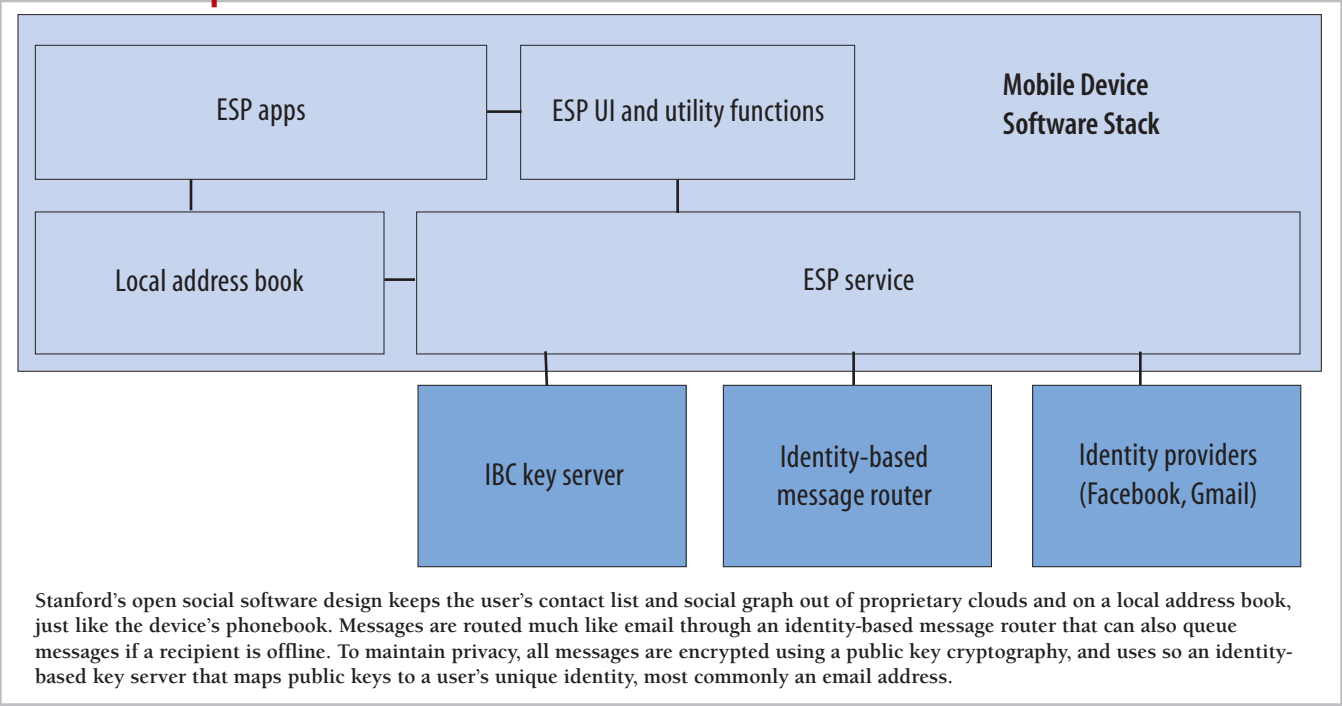 ESP apps
ESP UI and utility functions
Mobile Device
Software Stack
Local address book
ESP service
IBC key server
Identity-based
message router
Identity providers
(Facebook, Gmail)
Stanford's open social software design keeps the user's contact list and social graph out of proprietary clouds and on a local address book,
just like the device's phonebook. Messages are routed much like email through an identity-based message router that can also queue
messages if a recipient is offline. To maintain privacy, all messages are encrypted using a public key cryptography, and uses so an identity-
based key server that maps public keys to a user's unique identity, most commonly an email address.